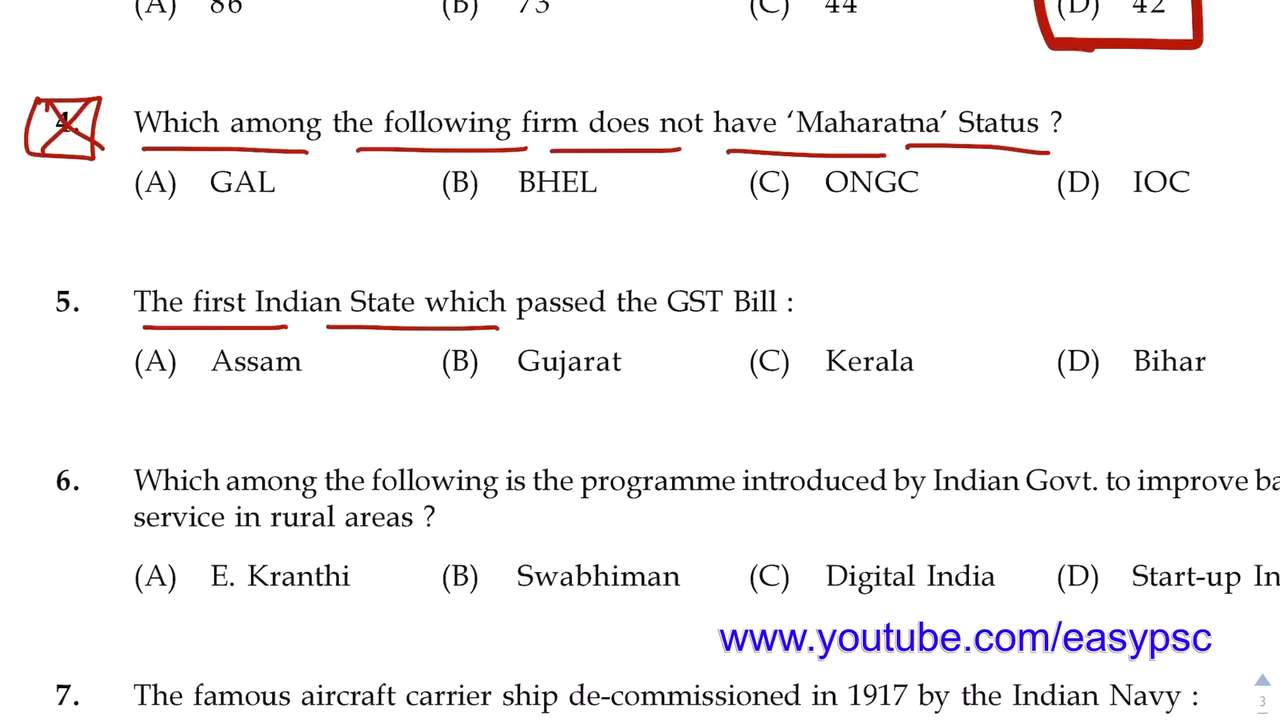 (A) 86 (B) 73 (C) 44 (D) 42
4. Which among the following firm does not have ‘Maharatna’ Status ?
(A) GAL (B) BHEL (C) ONGC (D) IOC
5. The first Indian State which passed the GST Bill :
(A) Assam (B) Gujarat (C) Kerala (D) Bihar
6. Which among the following is the programme introduced by Indian Govt. to improve ba
service in rural areas ?
(A) E. Kranthi (B) Swabhiman (C) Digital India (D) Start-up In
www.youtube.com/easypsc
7. The famous aircraft carrier ship de-commissioned in 1917 by the Indian Navy :
3